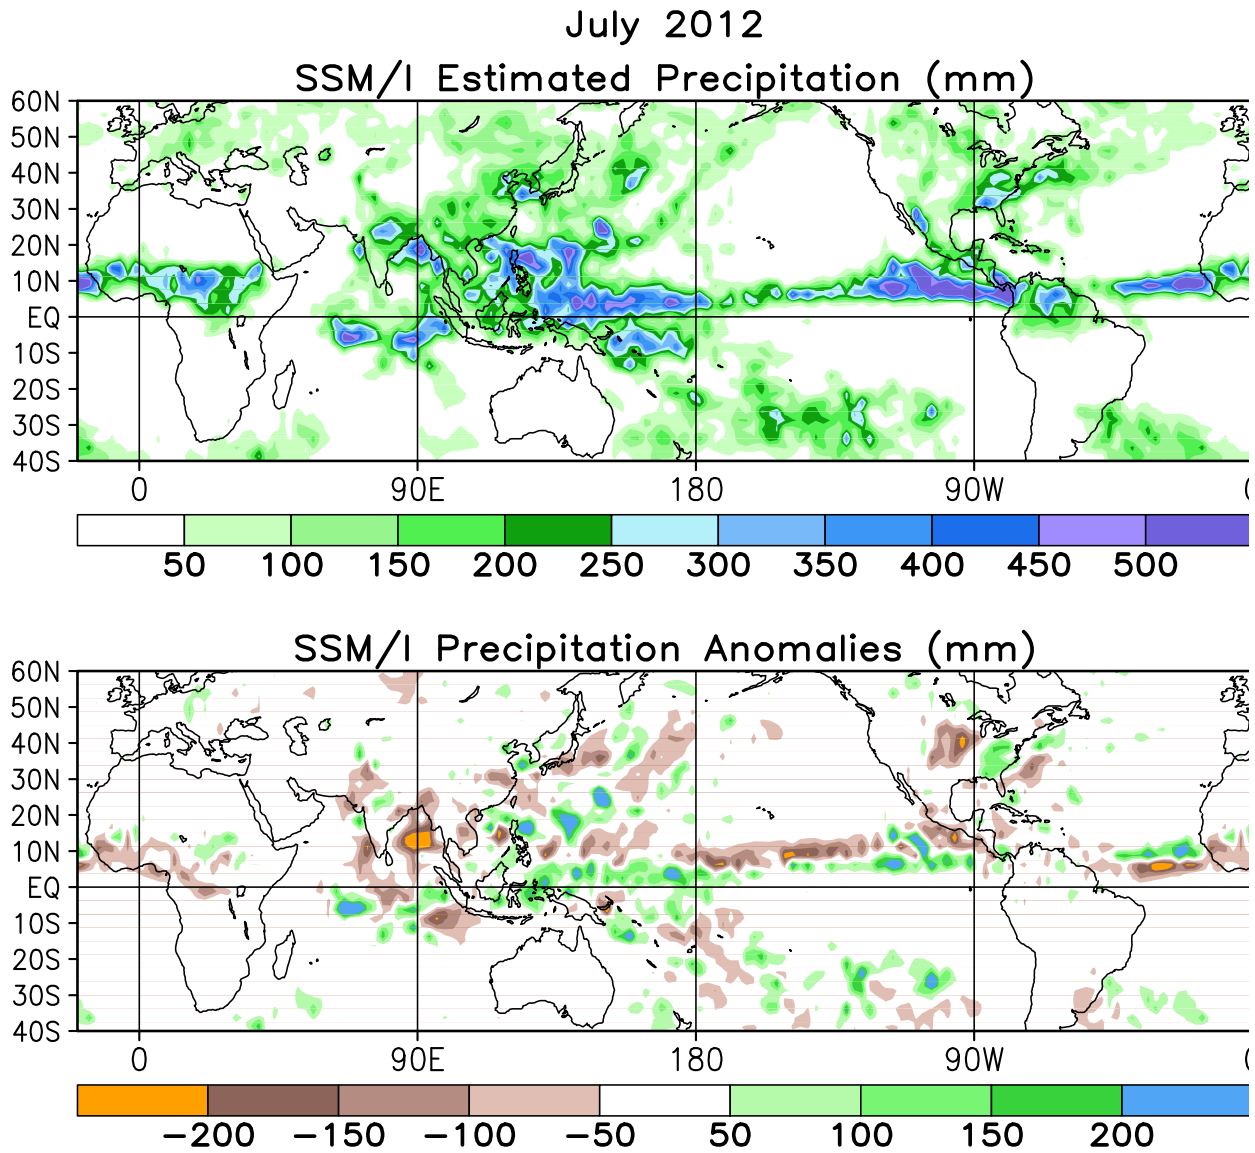 July 2012
SSM/I Estimated Precipitation (mm)
60N
50N
40N
30N
20N
10N
EQ
10S
20S
30S
40S
0 90E 180 90W 0
50 100 150 200 250 300 350 400 450 500
SSM/I Precipitation Anomalies (mm)
60N
50N
40N
30N
20N
10N
EQ
10S
20S
30S
40S
0 90E 180 90W 0
−200 −150 −100 −50 50 100 150 200